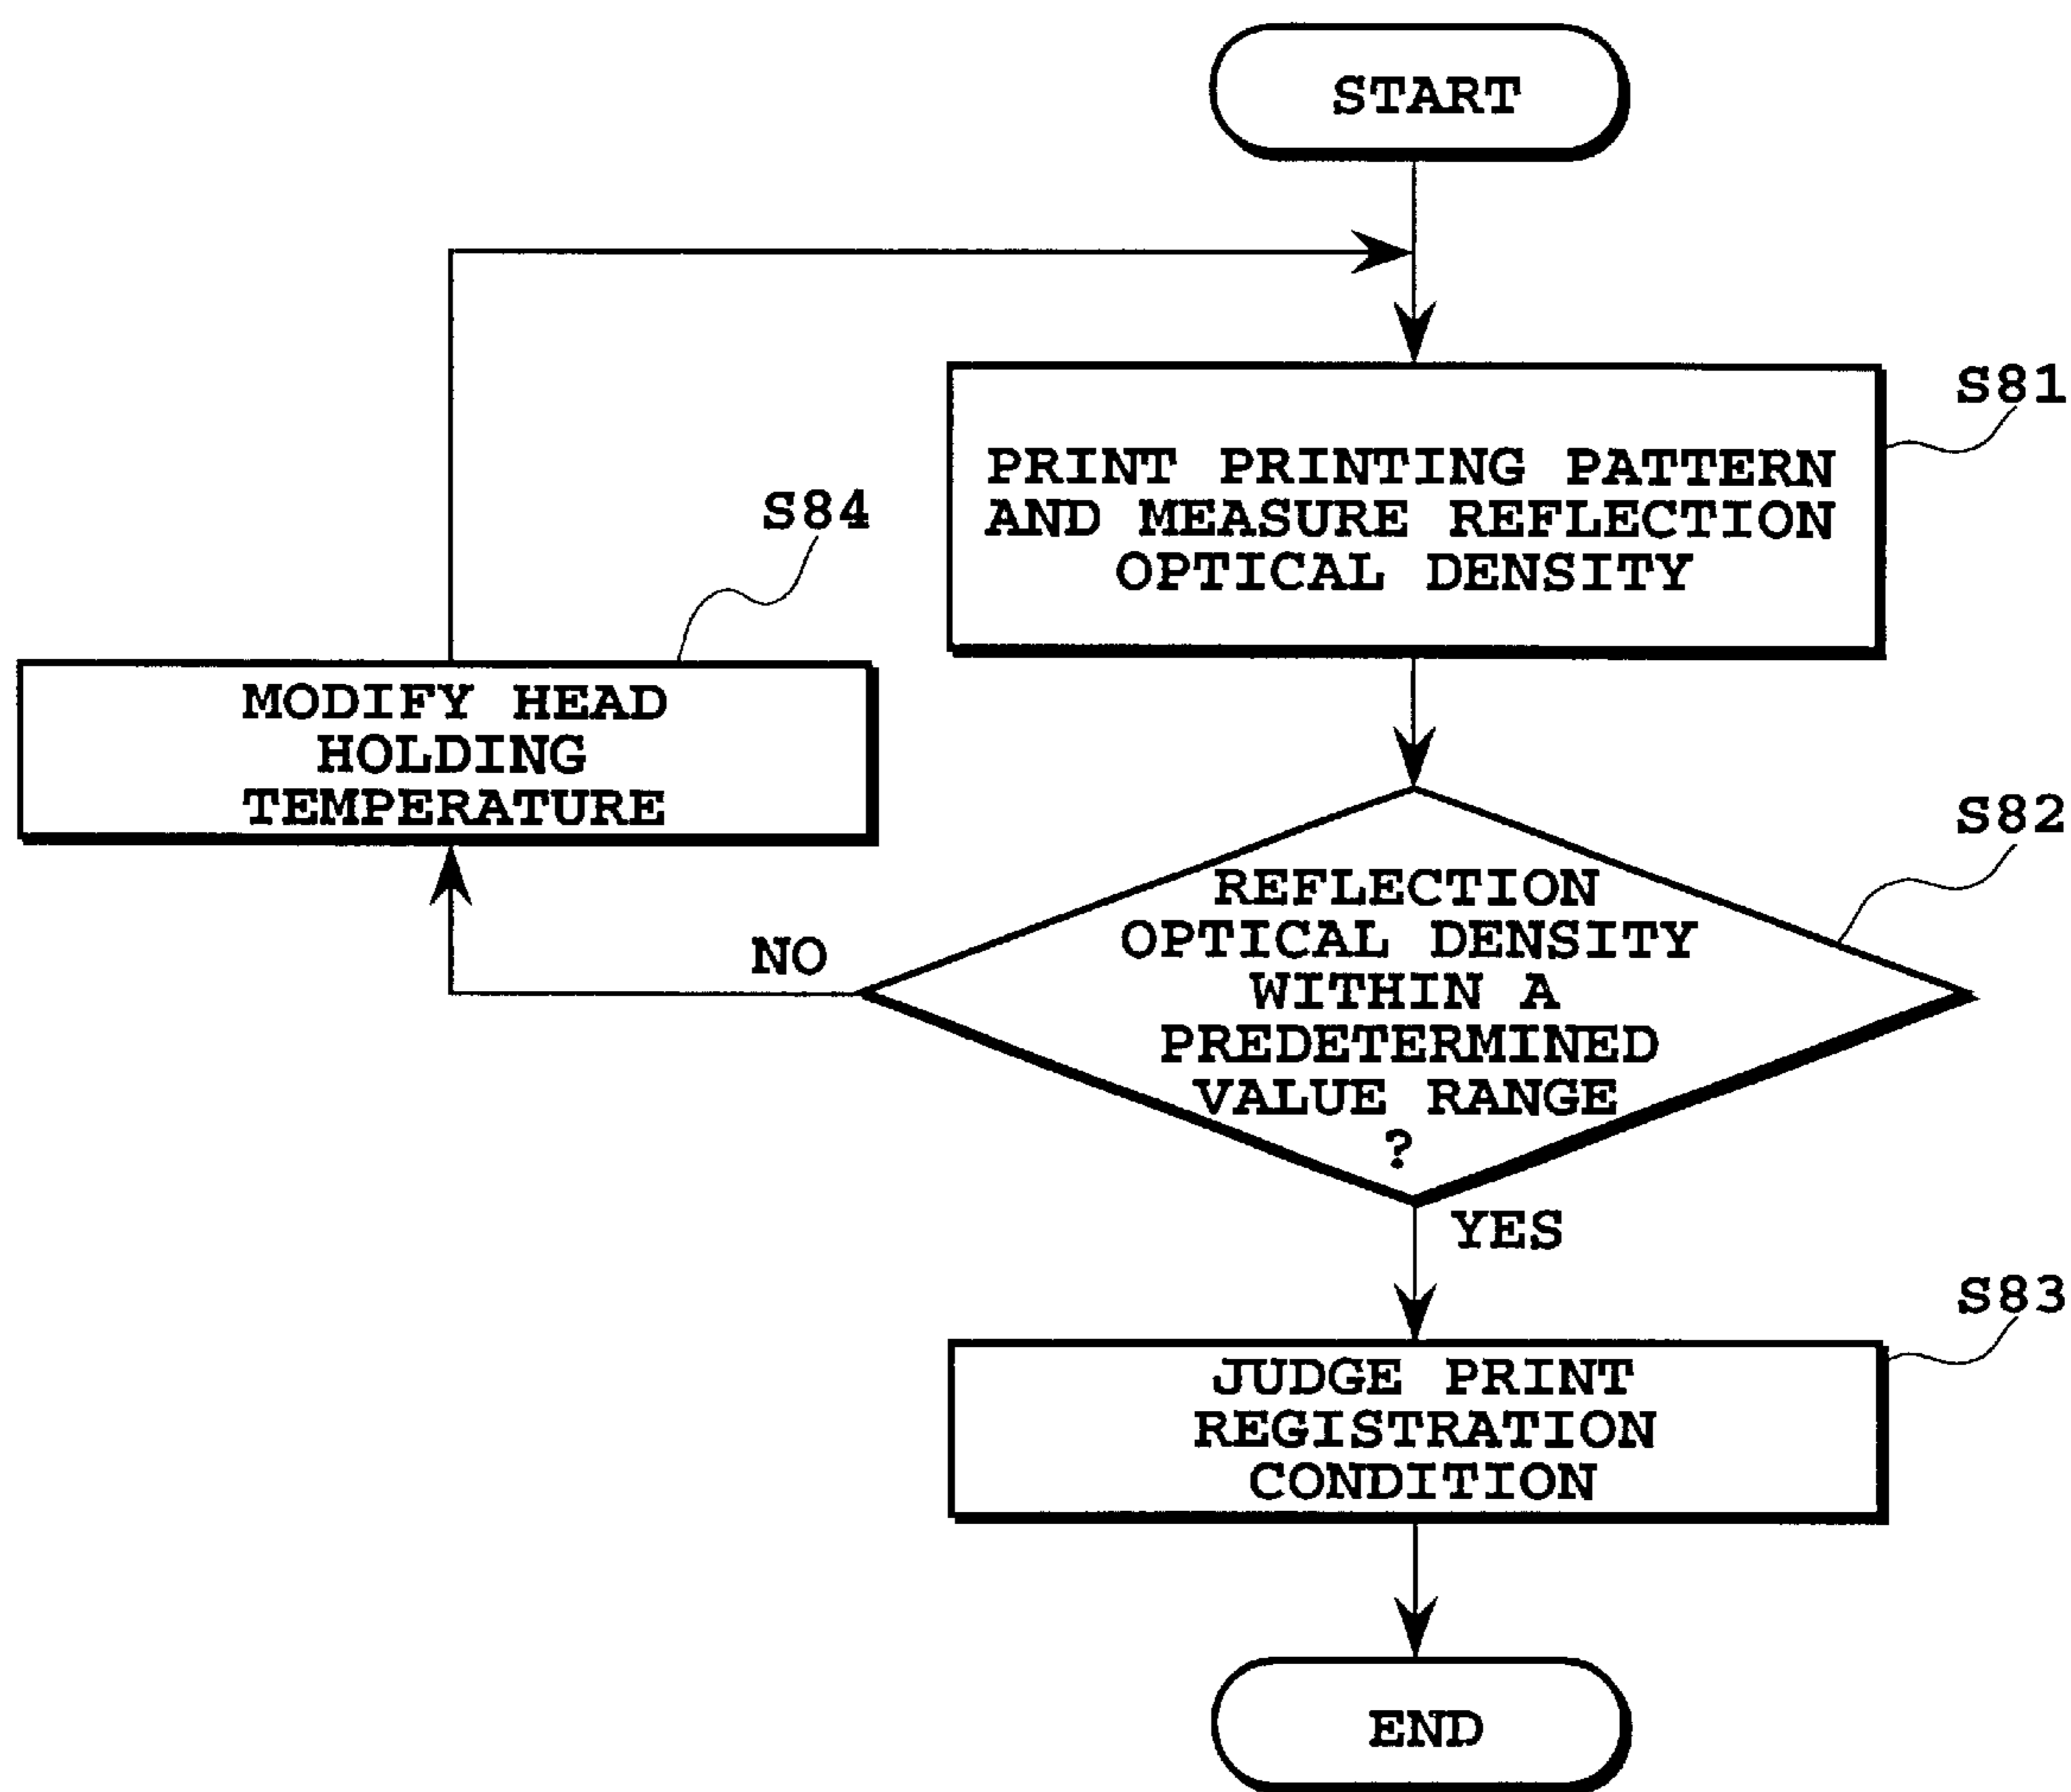 START
S81
PRINT PRINTING PATTERN
AND MEASURE REFLECTION
OPTICAL DENSITY
S84
MODIFY HEAD
HOLDING
TEMPERATURE
S82
REFLECTION
OPTICAL DENSITY
WITHIN A
PREDETERMINED
VALUE RANGE
?
NO
YES
S83
JUDGE PRINT
REGISTRATION
CONDITION
END